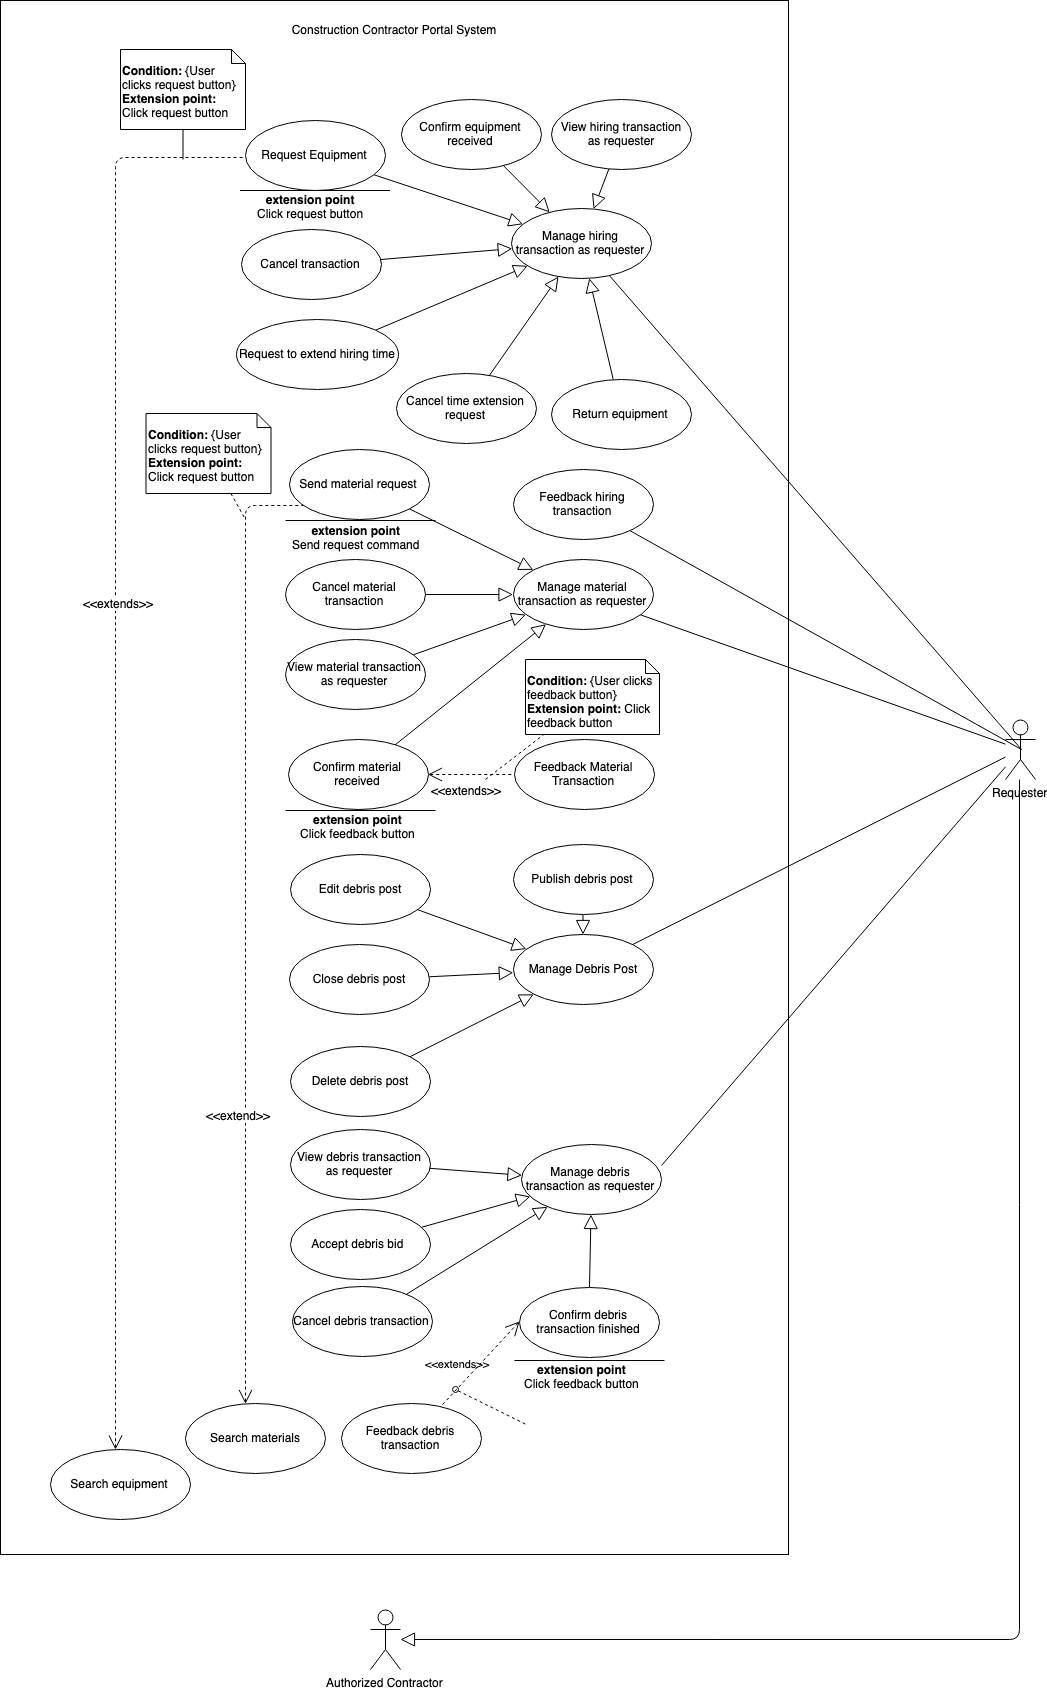 Construction Contractor Portal System
Condition: {User
clicks request button}
Extension point:
Click request button
Request Equipment
extension point
Click request button
Confirm equipment
received
View hiring transaction
as requester
Manage hiring
transaction as requester
Cancel transaction
Request to extend hiring time
Cancel time extension
request
Return equipment
Condition: {User
clicks request button}
Extension point:
Click request button
Send material request
extension point
Send request command
Feedback hiring
transaction
<<extends>>
Cancel material
transaction
Manage material
transaction as requester
View material transaction
as requester
Condition: {User clicks
feedback button}
Extension point: Click
feedback button
Confirm material
received
extension point
Click feedback button
<<extends>>
Feedback Material
Transaction
Requester
Edit debris post
Publish debris post
Close debris post
Manage Debris Post
Delete debris post
<<extend>>
View debris transaction
as requester
Manage debris
transaction as requester
Accept debris bid
Cancel debris transaction
Confirm debris
transaction finished
extension point
Click feedback button
<<extends>>
Feedback debris
transaction
Search materials
Search equipment
Authorized Contractor